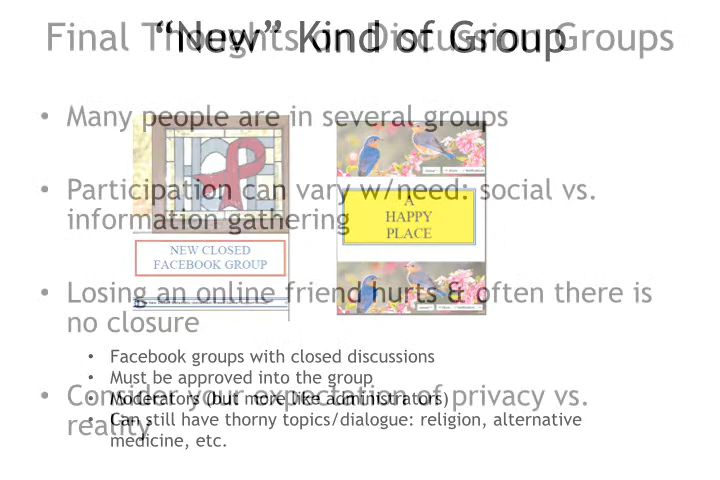 Final Thoughts on Discussion Groups
“New” Kind of Group
• Many people are in several groups
• Participation can vary w/need: social vs.
information gathering
A
HAPPY
PLACE
NEW CLOSED
FACEBOOK GROUP
• Losing an online friend hurts & often there is
no closure
• Facebook groups with closed discussions
• Must be approved into the group
• Moderators (but more like administrators)
• Can still have thorny topics/dialogue: religion, alternative
medicine, etc.
• Consider your expectation of privacy vs.
reality